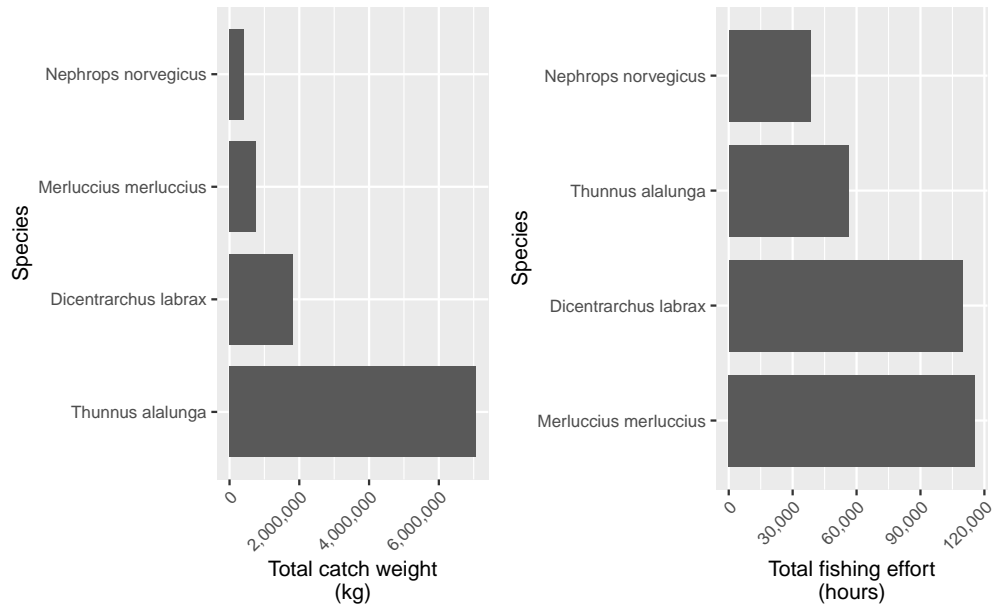 Species
Nephrops norvegicus
Merluccius merluccius
Dicentrarchus labrax
Thunnus alalunga
0
2,000,000
4,000,000
6,000,000
Total catch weight
(kg)
Species
Nephrops norvegicus
Thunnus alalunga
Dicentrarchus labrax
Merluccius merluccius
0
30,000
60,000
90,000
120,000
Total fishing effort
(hours)